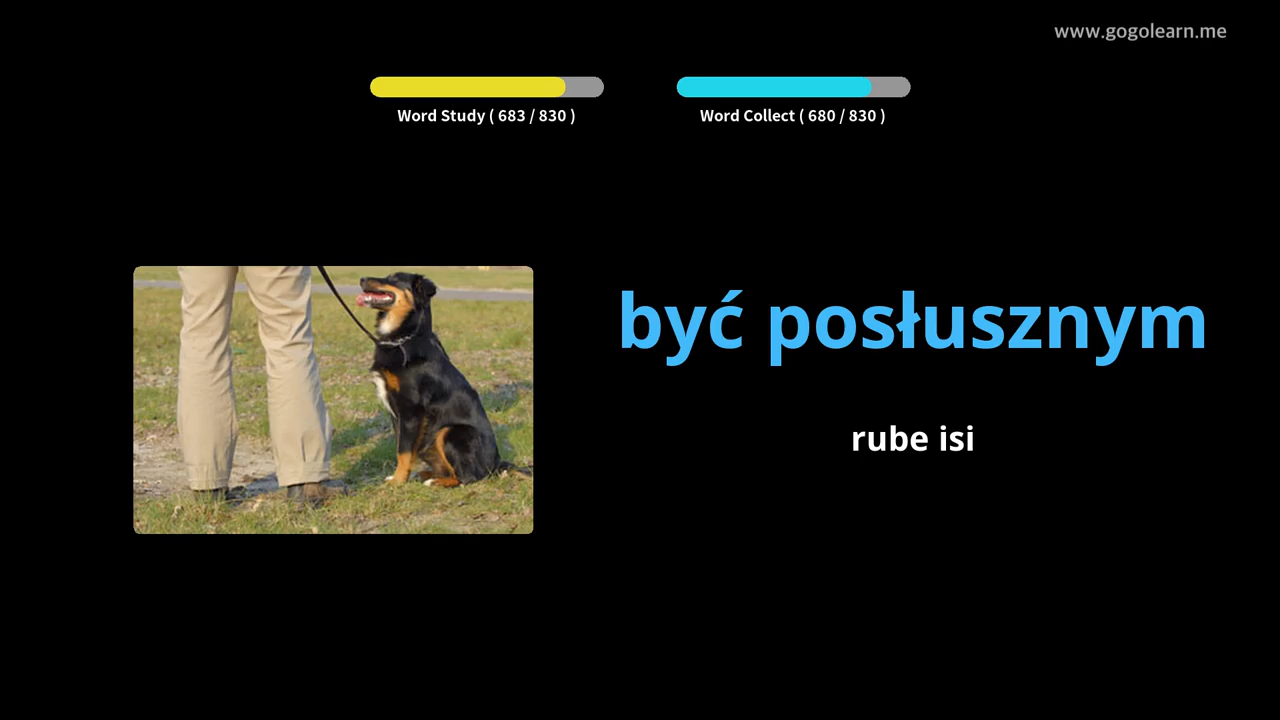 www.gogolearn.me
Word Study ( 683 / 830 )
Word Collect ( 680 / 830 )
być posłusznym
rube isi